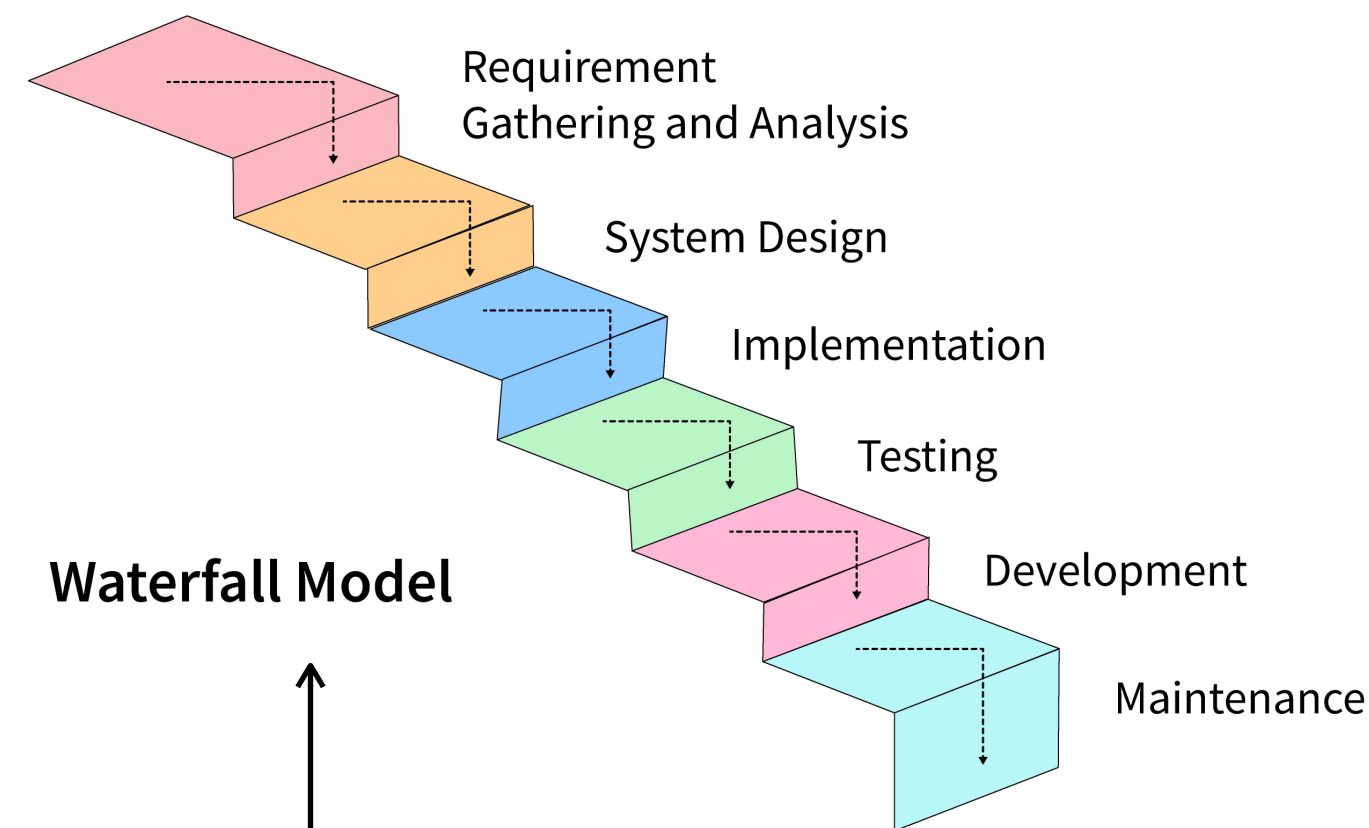 Requirement
Gathering and Analysis
System Design
Implementation
Testing
Development
Maintenance
Waterfall Model